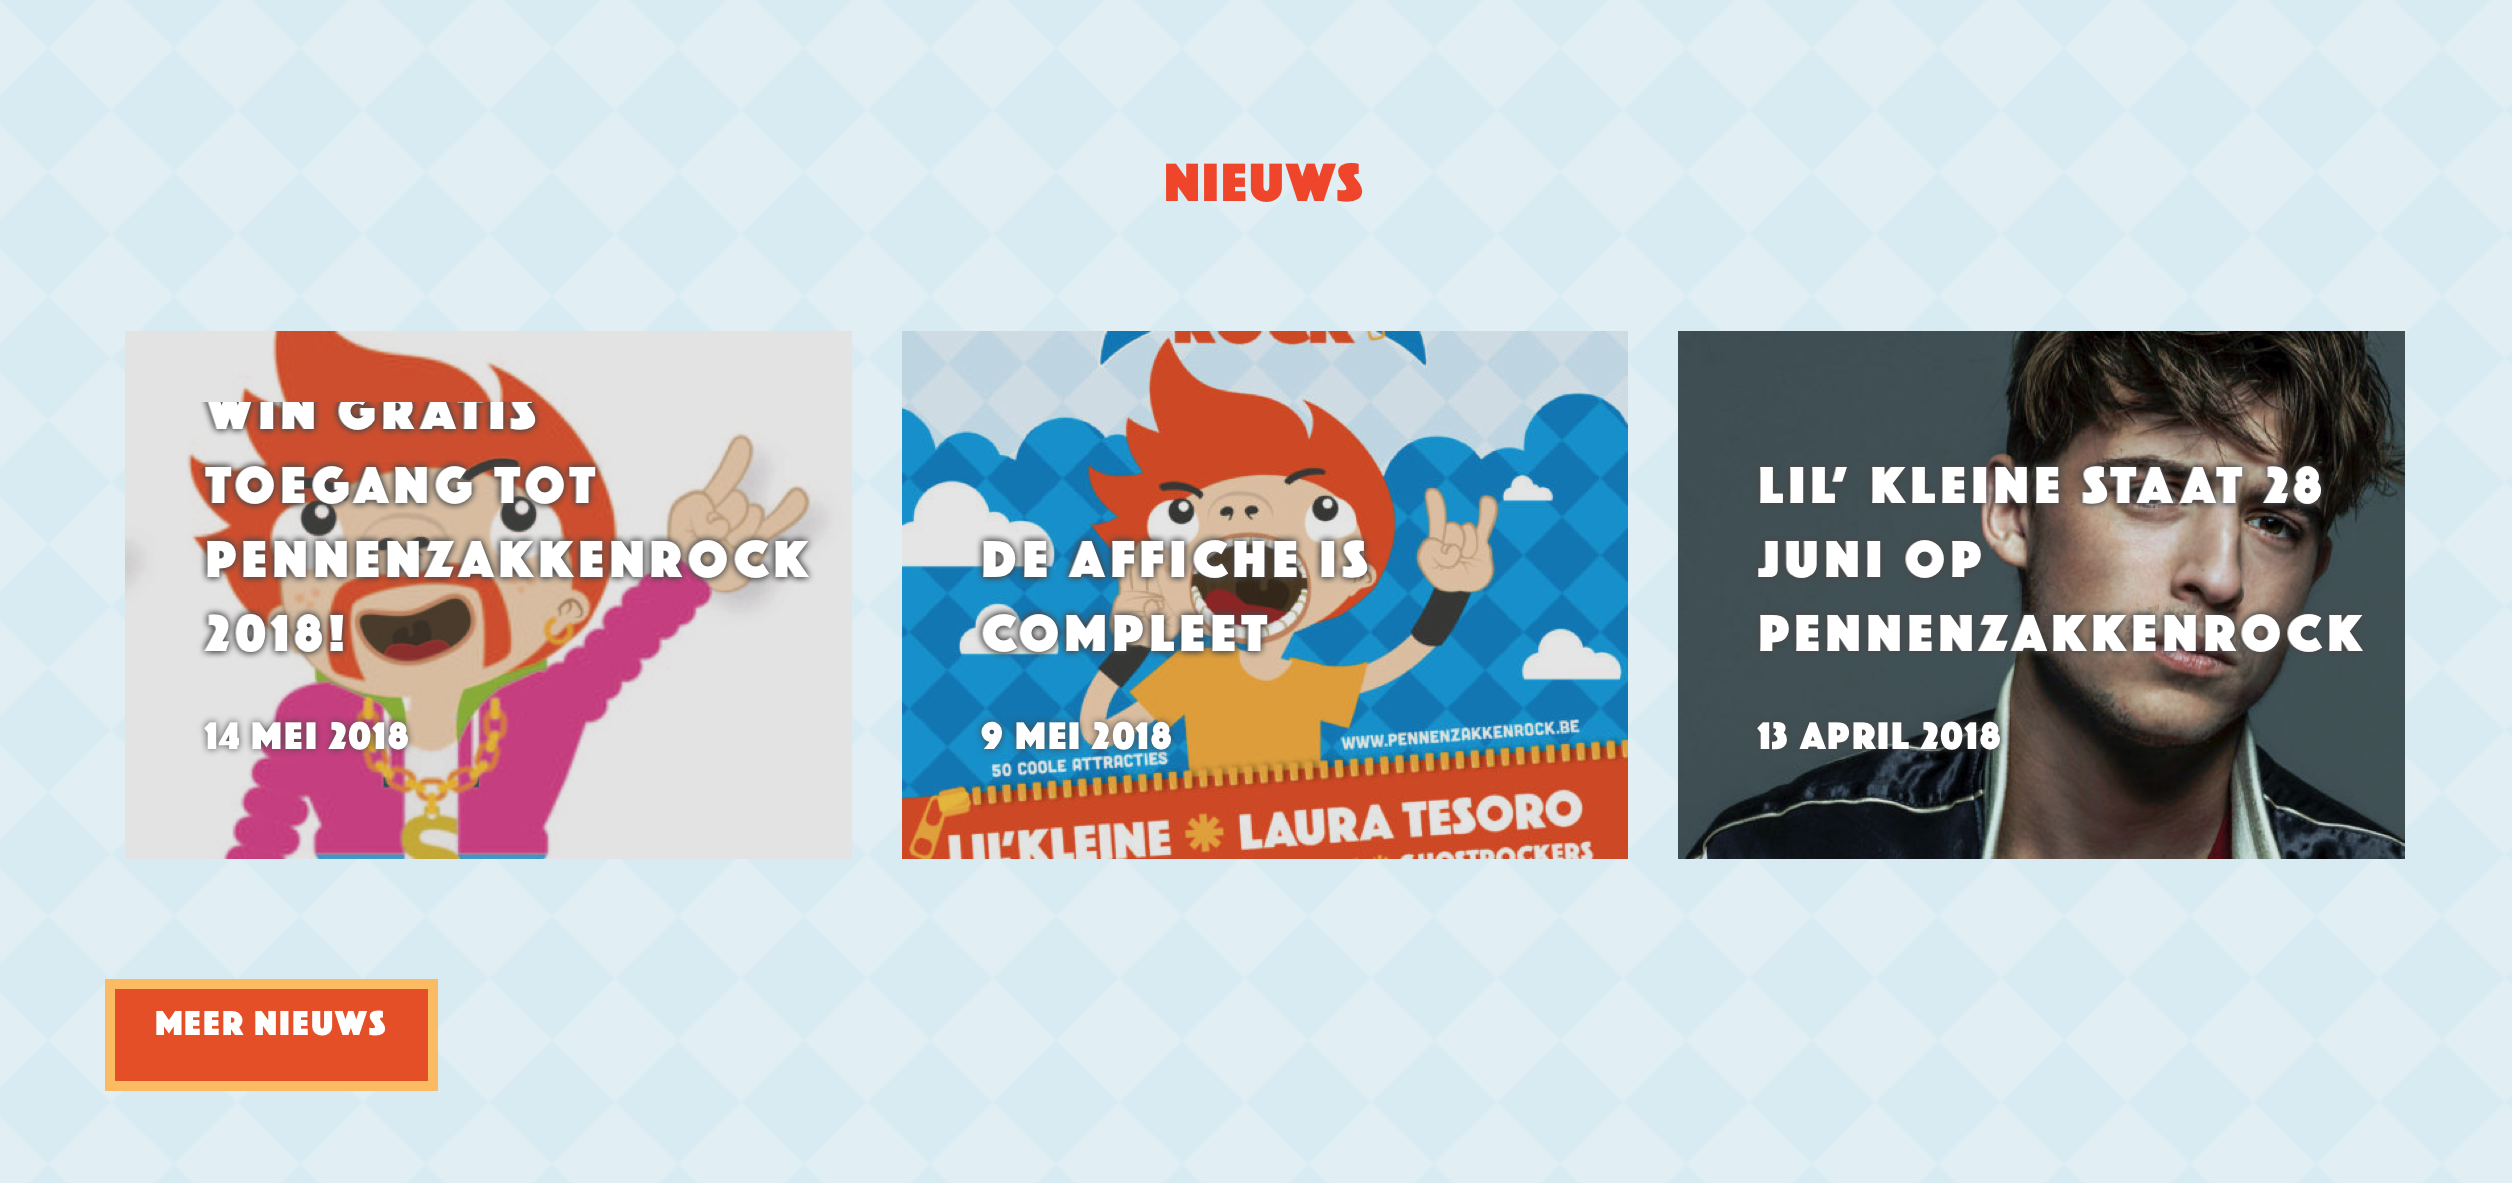 NIEUWS
ROCK
WIN GRATIS
TOEGANG TOT
PENNENZAKKENROCK
2018!
14 MEI 2018
DE AFFICHE IS
COMPLEET
9 MEI 2018
WWW.PENNENZAKKENROCK.BE
50 COOLE ATTRACTIES
LIL'KLEINE * LAURA TESORO
* GHOSTROCKERS
LIL’ KLEINE STAAT 28
JUNI OP
PENNENZAKKENROCK
13 APRIL 2018
MEER NIEUWS